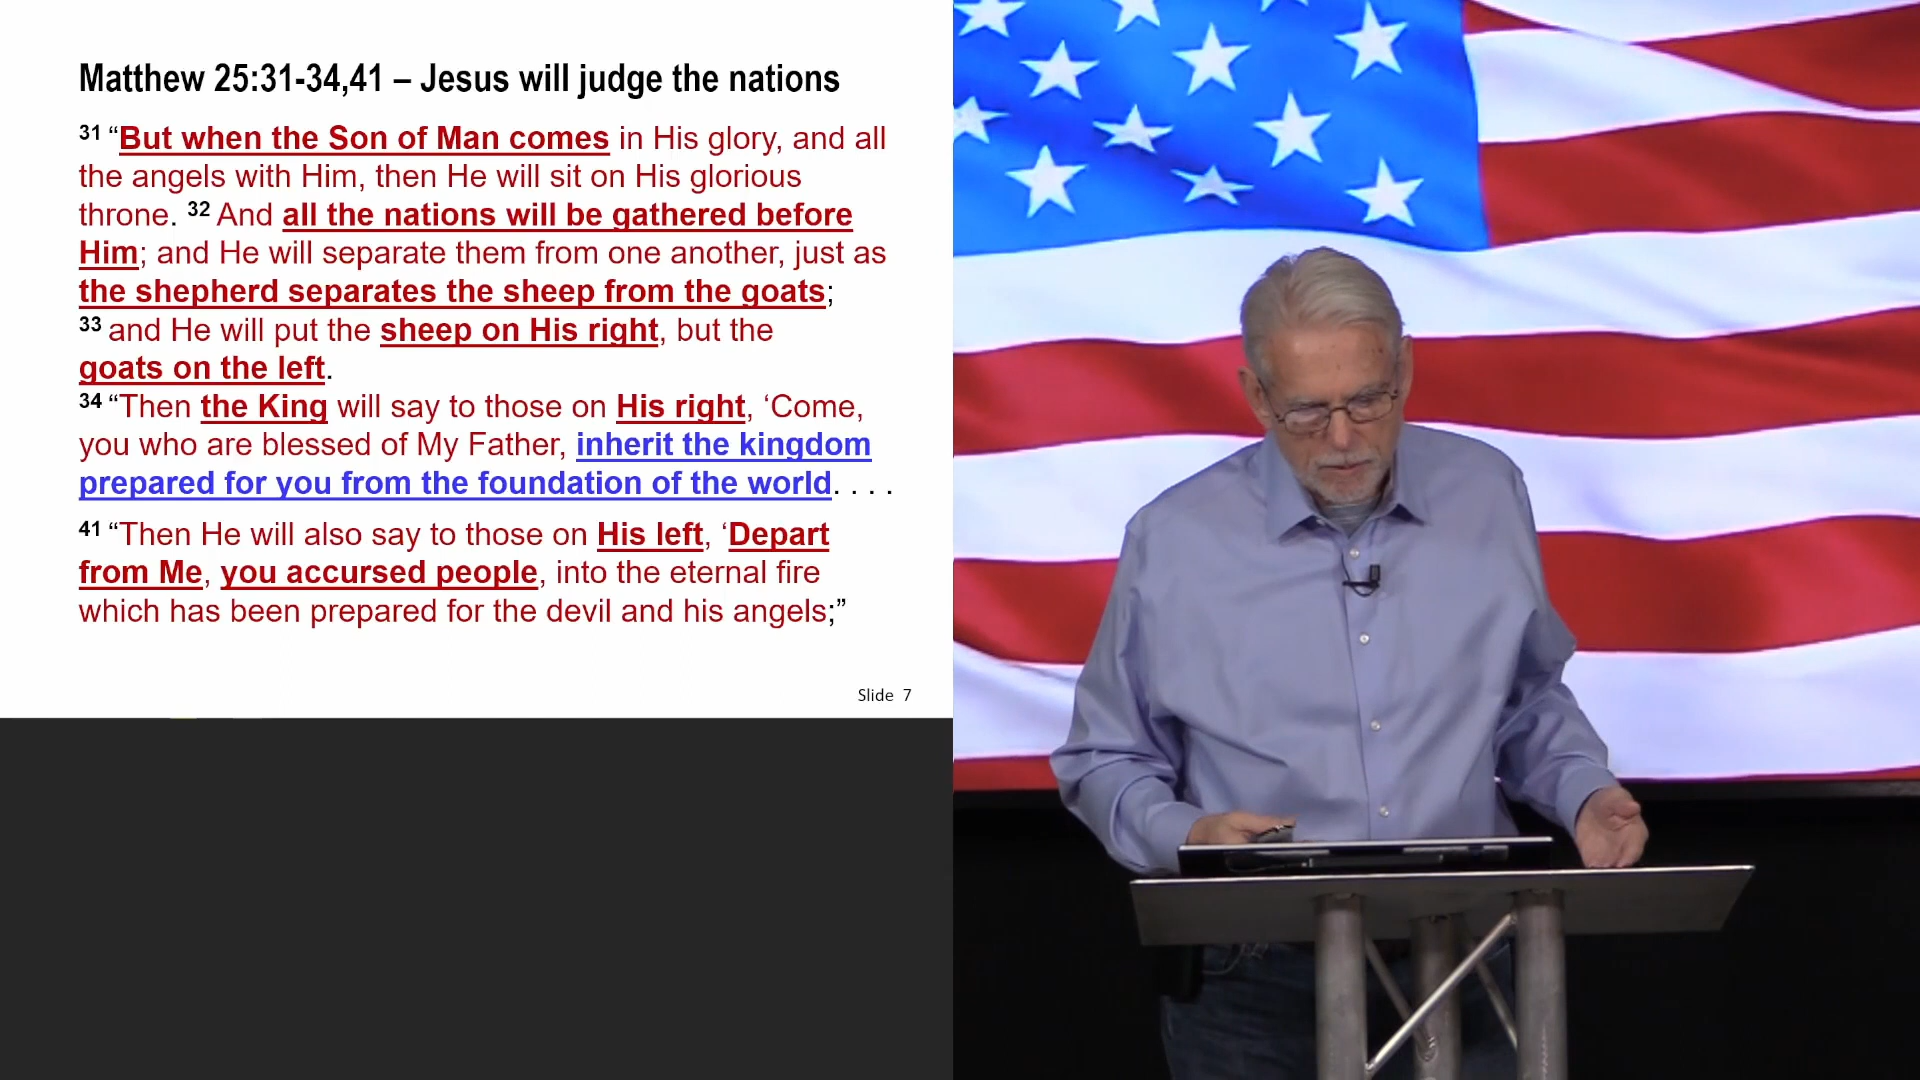 Matthew 25:31-34,41 – Jesus will judge the nations
31 “But when the Son of Man comes in His glory, and all
the angels with Him, then He will sit on His glorious
throne. 32 And all the nations will be gathered before
Him; and He will separate them from one another, just as
the shepherd separates the sheep from the goats;
33 and He will put the sheep on His right, but the
goats on the left.
34 “Then the King will say to those on His right, ‘Come,
you who are blessed of My Father, inherit the kingdom
prepared for you from the foundation of the world. . . .
41 “Then He will also say to those on His left, ‘Depart
from Me, you accursed people, into the eternal fire
which has been prepared for the devil and his angels;”
Slide 7